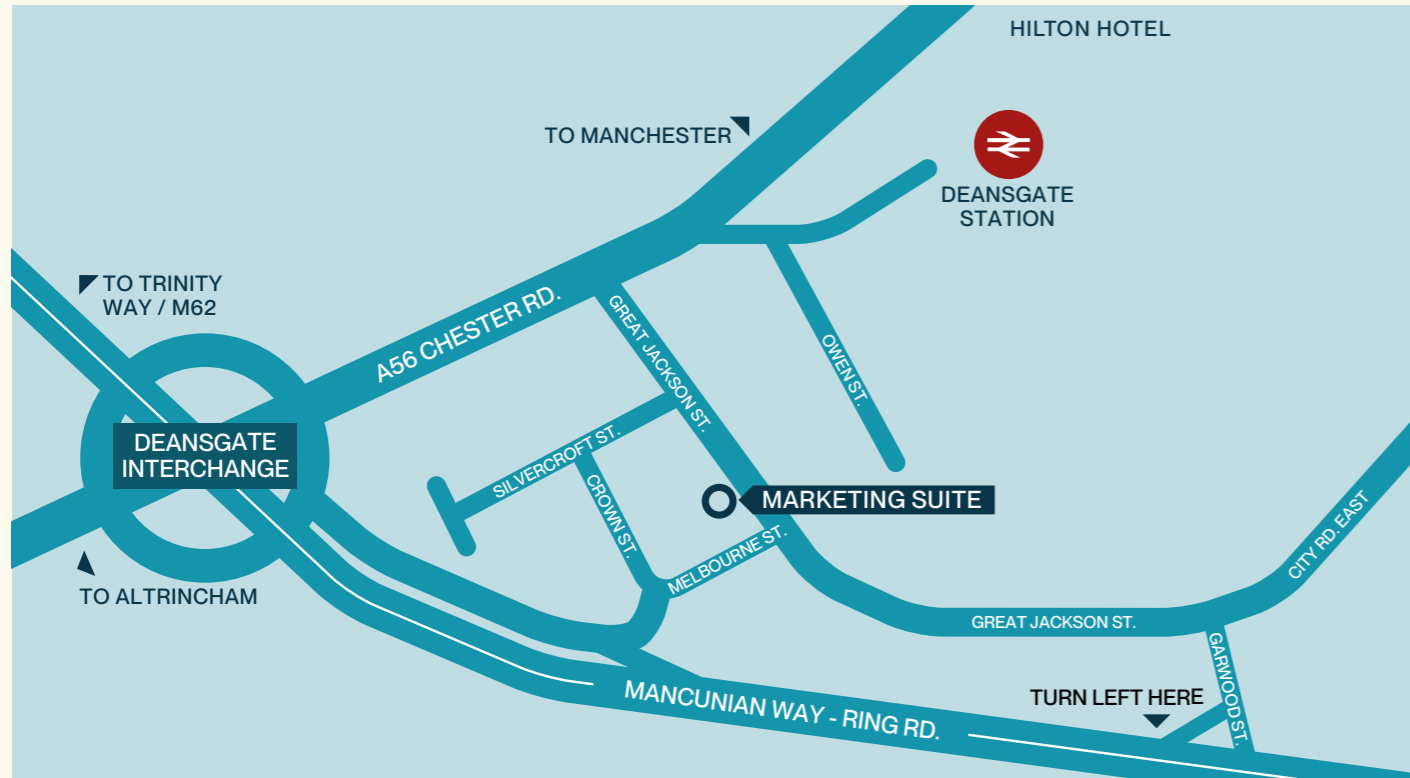 HILTON HOTEL
TO MANCHESTER
DEANSGATE
STATION
TO TRINITY
WAY / M62
A56 CHESTER RD.
GREAT JACKSON ST.
OWEN ST.
DEANSGATE
INTERCHANGE
SILVERCROFT ST.
CROWN ST.
MARKETING SUITE
MELBOURNE ST.
CITY RD. EAST
TO ALTRINCHAM
GREAT JACKSON ST.
GARWOOD ST.
TURN LEFT HERE
MANCUNIAN WAY - RING RD.